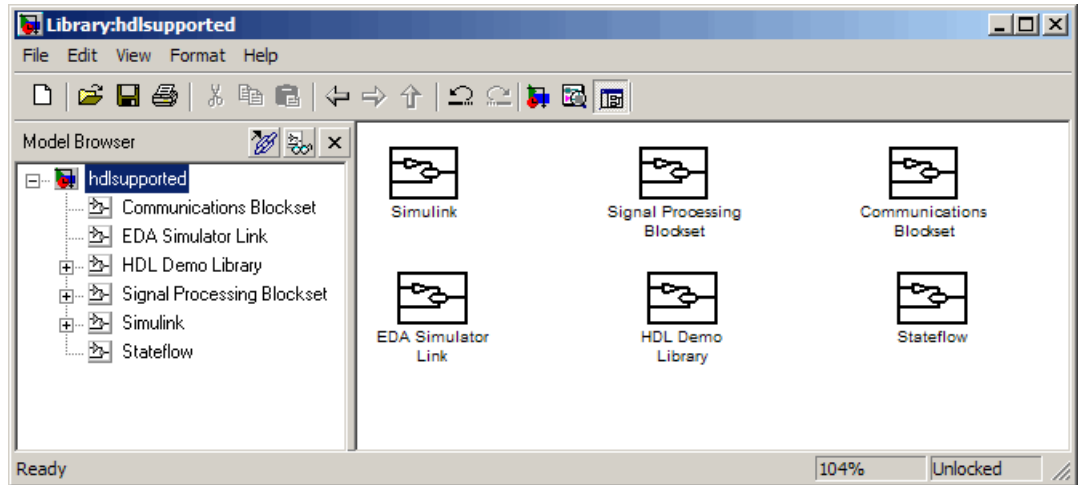 Library:hdlsupported
File Edit View Format Help
Model Browser
hdlsupported
Communications Blockset
EDA Simulator Link
HDL Demo Library
Signal Processing Blockset
Simulink
Stateflow
Simulink
Signal Processing
Blockset
Communications
Blockset
EDA Simulator
Link
HDL Demo
Library
Stateflow
Ready
104%
Unlocked